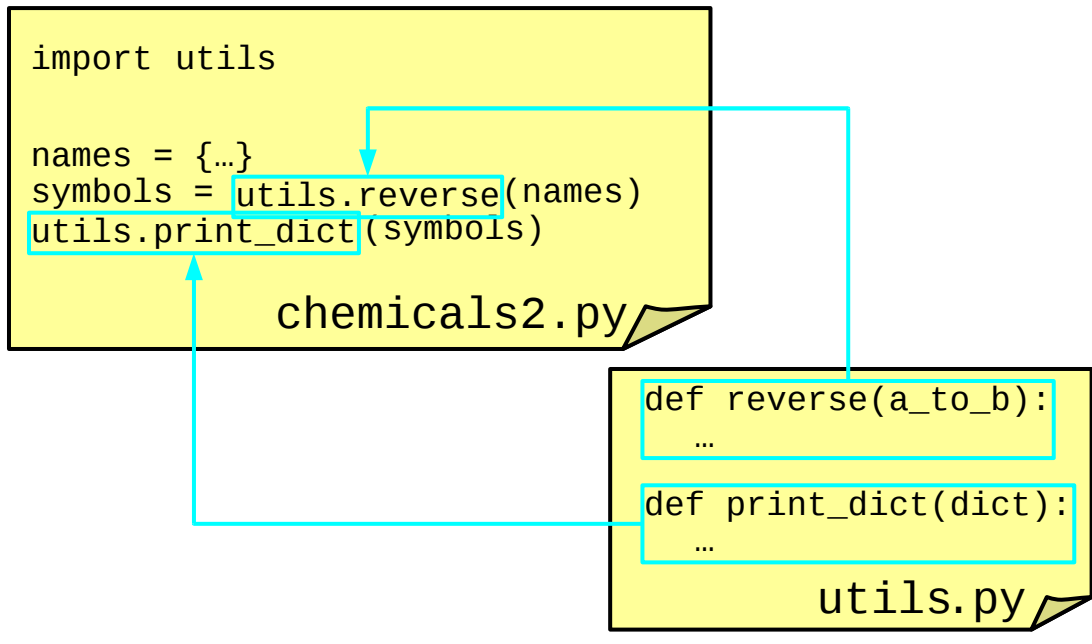 import utils
names = {…}
symbols = utils.reverse(names)
utils.print_dict(symbols)
chemicals2.py
def reverse(a_to_b):
…
def print_dict(dict):
…
utils.py